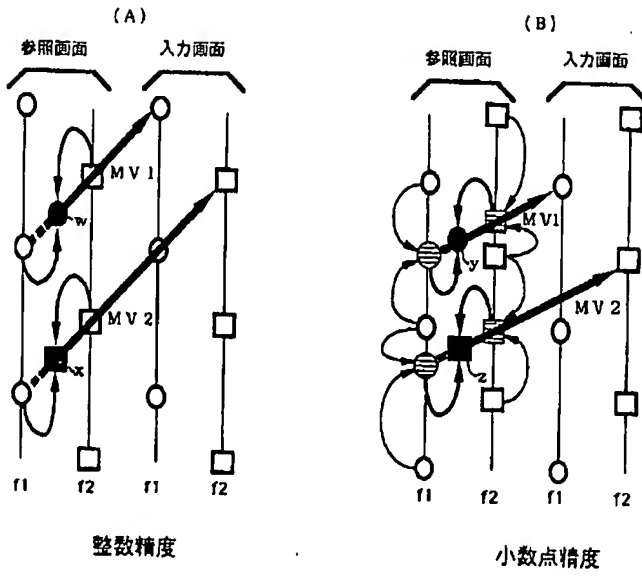 (A)
参照画面 入力画面
MV1
w
MV2
x
f1 f2 f1 f2
整数精度
(B)
参照画面 入力画面
MV1
y
MV2
z
f1 f2 f1 f2
小数点精度